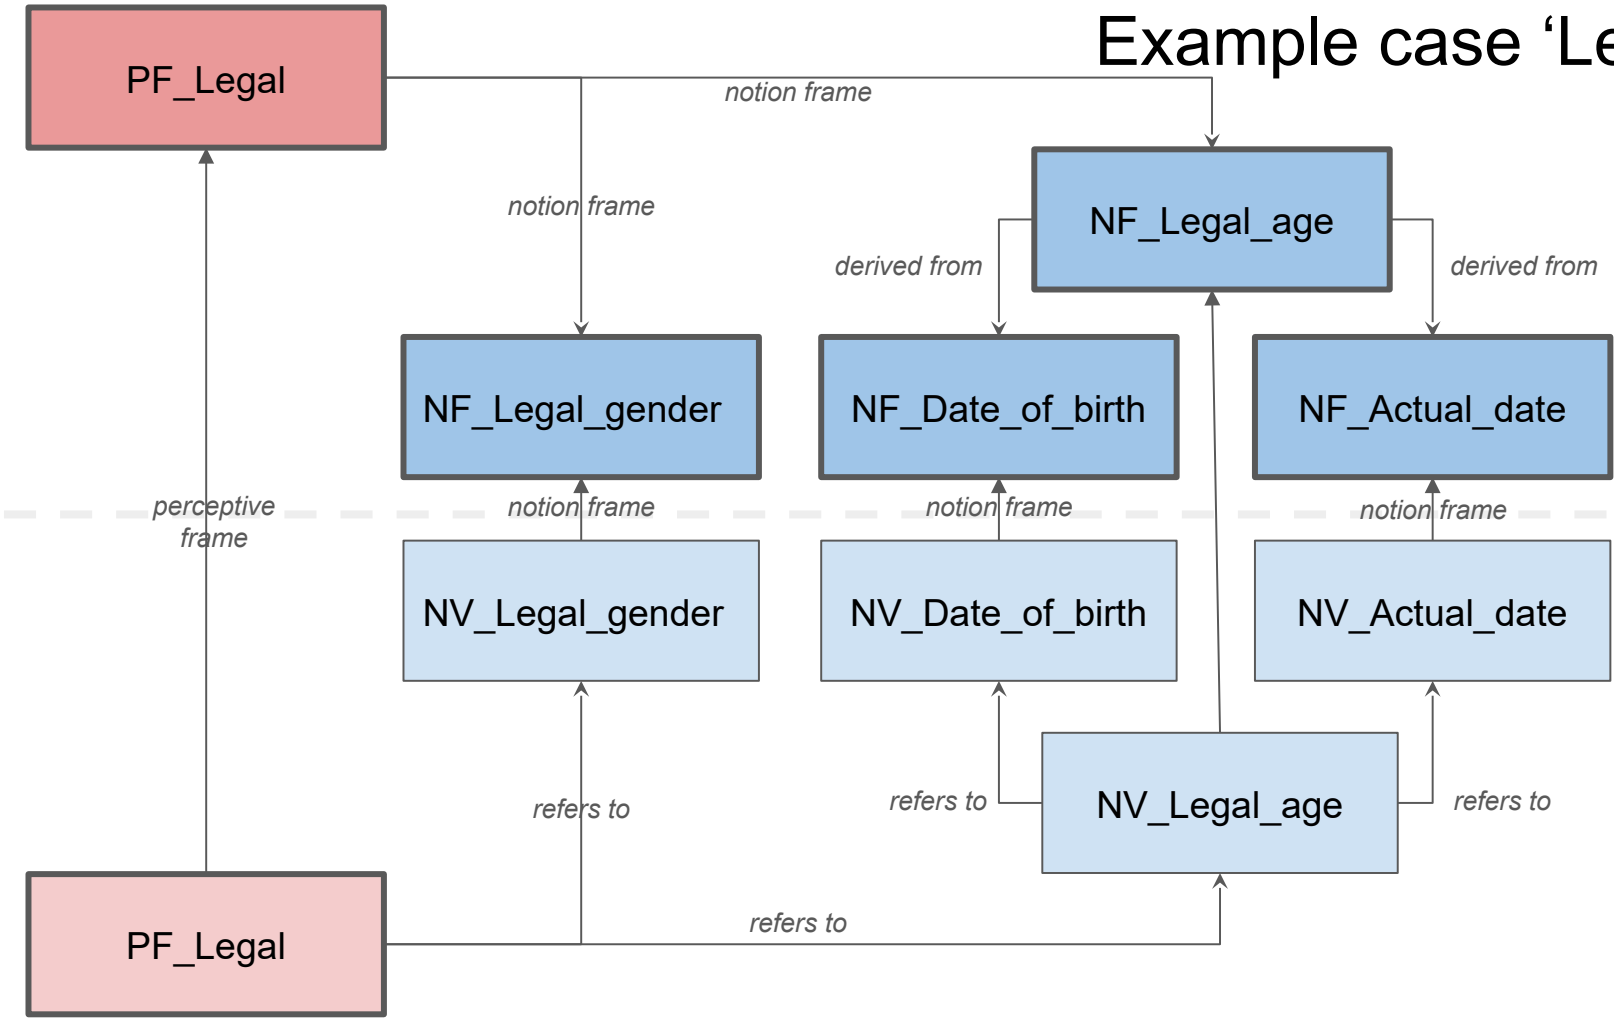 Example case ‘Le
PF_Legal
notion frame
notion frame
NF_Legal_age
derived from
derived from
NF_Legal_gender
NF_Date_of_birth
NF_Actual_date
perceptive
frame
notion frame
notion frame
notion frame
NV_Legal_gender
NV_Date_of_birth
NV_Actual_date
refers to
refers to
NV_Legal_age
refers to
PF_Legal
refers to